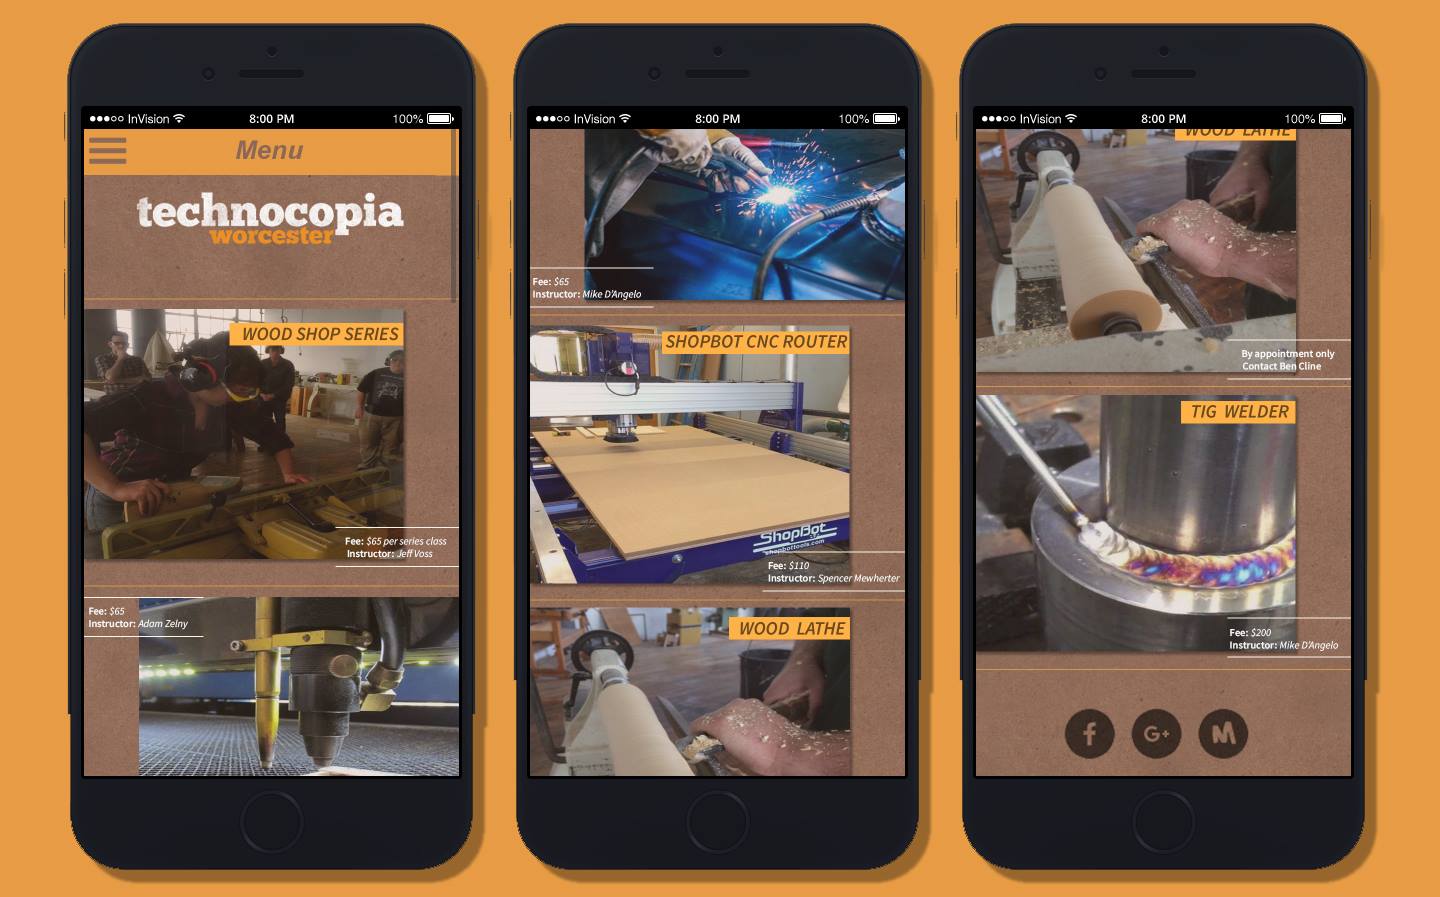 InVision
8:00 PM
100%
Menu
technocopia
worcester
WOOD SHOP SERIES
Fee: $65 per series class
Instructor: Jeff Voss
Fee: $65
Instructor: Adam Zelny
InVision
8:00 PM
100%
Fee: $65
Instructor: Mike D'Angelo
SHOPBOT CNC ROUTER
ShopBot
shopbottools.com
Fee: $110
Instructor: Spencer Mewherter
WOOD LATHE
InVision
8:00 PM
100%
WOOD LATHE
By appointment only
Contact Ben Cline
TIG WELDER
Fee: $200
Instructor: Mike D'Angelo
f
G+
M